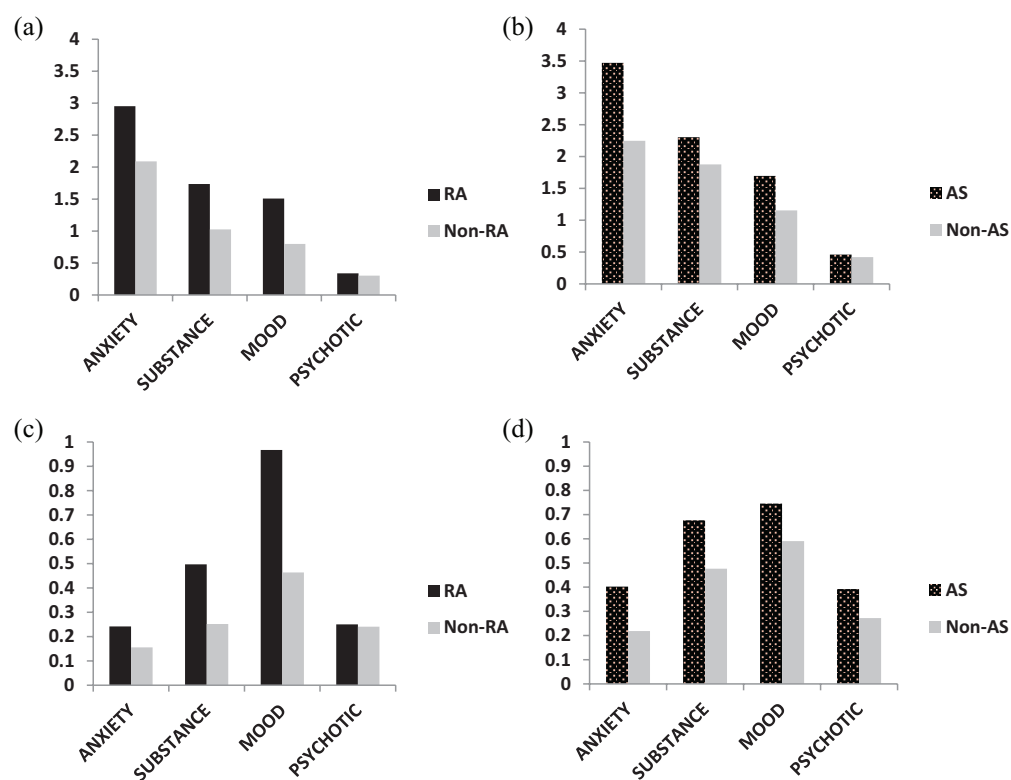 (a)
4
3.5
3
2.5
2
1.5
1
0.5
0
ANXIETY
SUBSTANCE
MOOD
PSYCHOTIC
RA
Non-RA
(b)
4
3.5
3
2.5
2
1.5
1
0.5
0
ANXIETY
SUBSTANCE
MOOD
PSYCHOTIC
AS
Non-AS
(c)
1
0.9
0.8
0.7
0.6
0.5
0.4
0.3
0.2
0.1
0
ANXIETY
SUBSTANCE
MOOD
PSYCHOTIC
RA
Non-RA
(d)
1
0.9
0.8
0.7
0.6
0.5
0.4
0.3
0.2
0.1
0
ANXIETY
SUBSTANCE
MOOD
PSYCHOTIC
AS
Non-AS